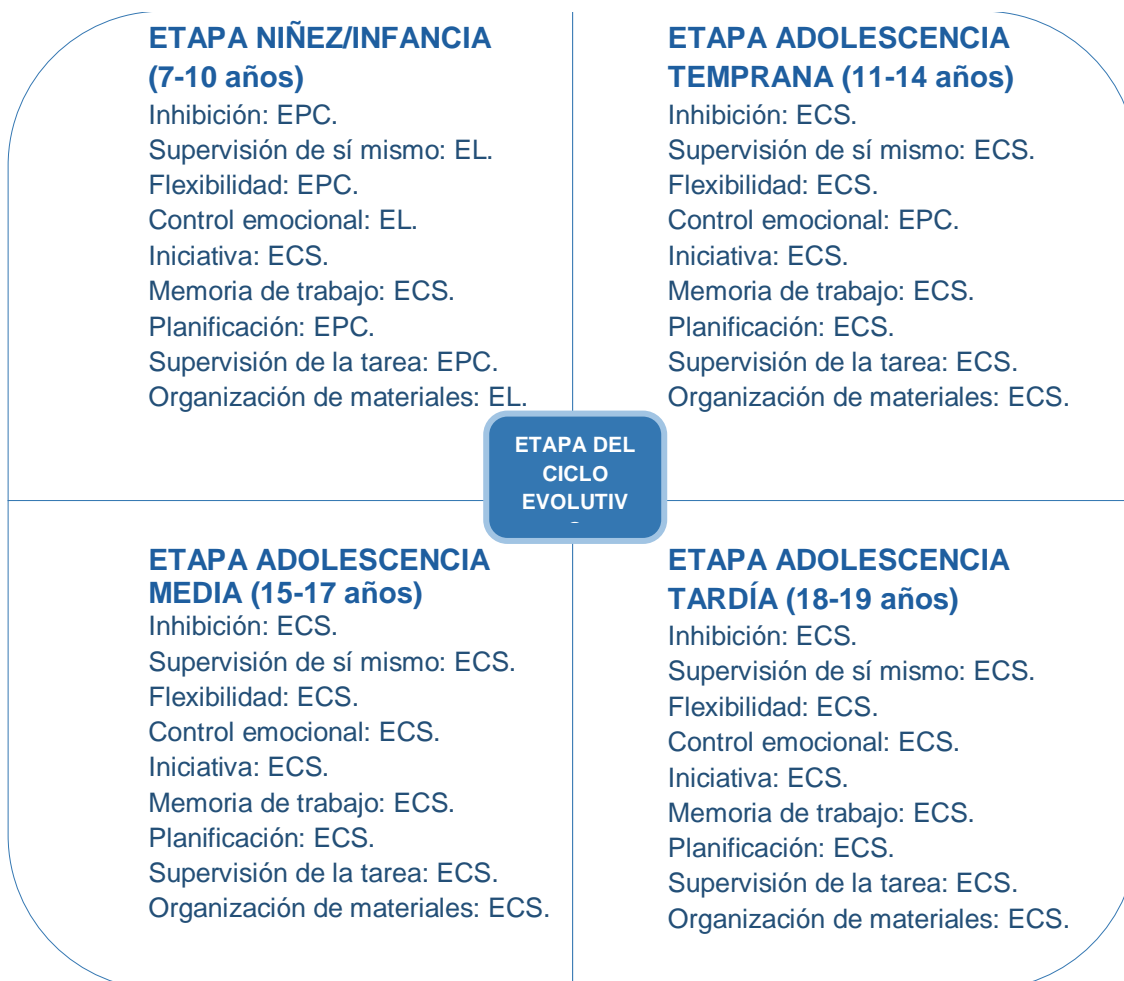 ETAPA NIÑEZ/INFANCIA
(7-10 años)
Inhibición: EPC.
Supervisión de sí mismo: EL.
Flexibilidad: EPC.
Control emocional: EL.
Iniciativa: ECS.
Memoria de trabajo: ECS.
Planificación: EPC.
Supervisión de la tarea: EPC.
Organización de materiales: EL.
ETAPA ADOLESCENCIA
TEMPRANA (11-14 años)
Inhibición: ECS.
Supervisión de sí mismo: ECS.
Flexibilidad: ECS.
Control emocional: EPC.
Iniciativa: ECS.
Memoria de trabajo: ECS.
Planificación: ECS.
Supervisión de la tarea: ECS.
Organización de materiales: ECS.
ETAPA DEL
CICLO
EVOLUTIV
ETAPA ADOLESCENCIA
MEDIA (15-17 años)
Inhibición: ECS.
Supervisión de sí mismo: ECS.
Flexibilidad: ECS.
Control emocional: ECS.
Iniciativa: ECS.
Memoria de trabajo: ECS.
Planificación: ECS.
Supervisión de la tarea: ECS.
Organización de materiales: ECS.
ETAPA ADOLESCENCIA
TARDÍA (18-19 años)
Inhibición: ECS.
Supervisión de sí mismo: ECS.
Flexibilidad: ECS.
Control emocional: ECS.
Iniciativa: ECS.
Memoria de trabajo: ECS.
Planificación: ECS.
Supervisión de la tarea: ECS.
Organización de materiales: ECS.